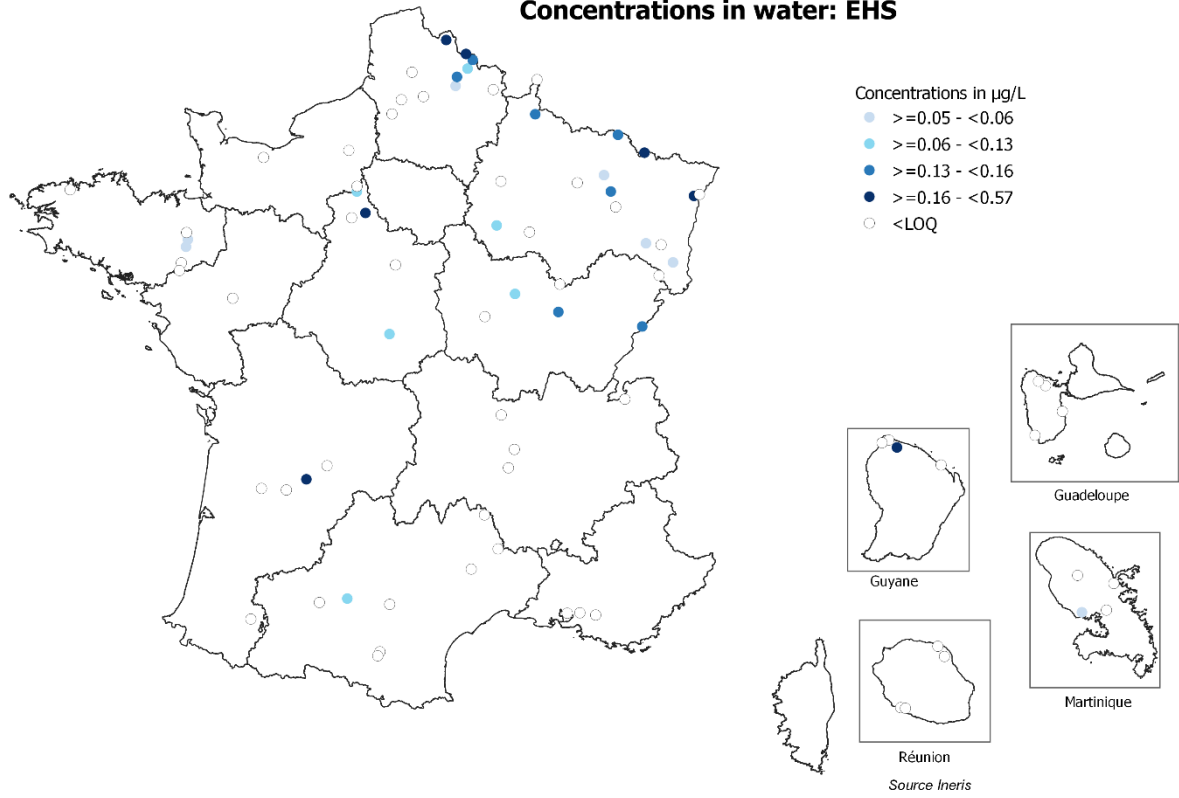 Concentrations in water: EHS
Concentrations in µg/L
>=0.05 - <0.06
>=0.06 - <0.13
>=0.13 - <0.16
>=0.16 - <0.57
<LOQ
Guadeloupe
Guyane
Martinique
Réunion
Source Ineris